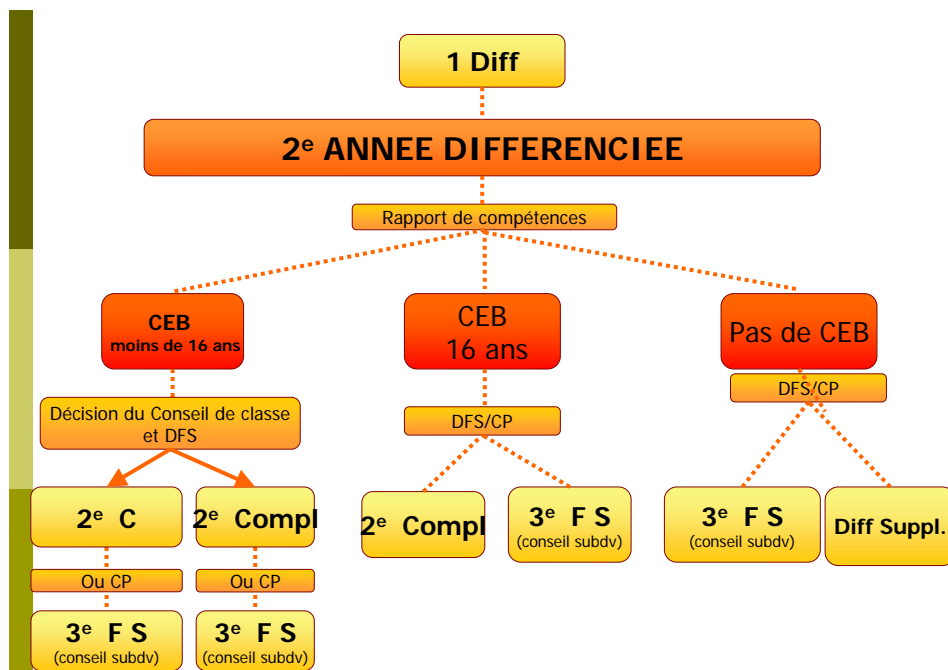 1 Diff
2e ANNEE DIFFERENCIEE
Rapport de compétences
CEB
moins de 16 ans
CEB
16 ans
Pas de CEB
Décision du Conseil de classe
et DFS
DFS/CP
DFS/CP
2e C
2e Compl
2e Compl
3e F S
(conseil subdv)
3e F S
(conseil subdv)
Diff Suppl.
Ou CP
Ou CP
3e F S
(conseil subdv)
3e F S
(conseil subdv)